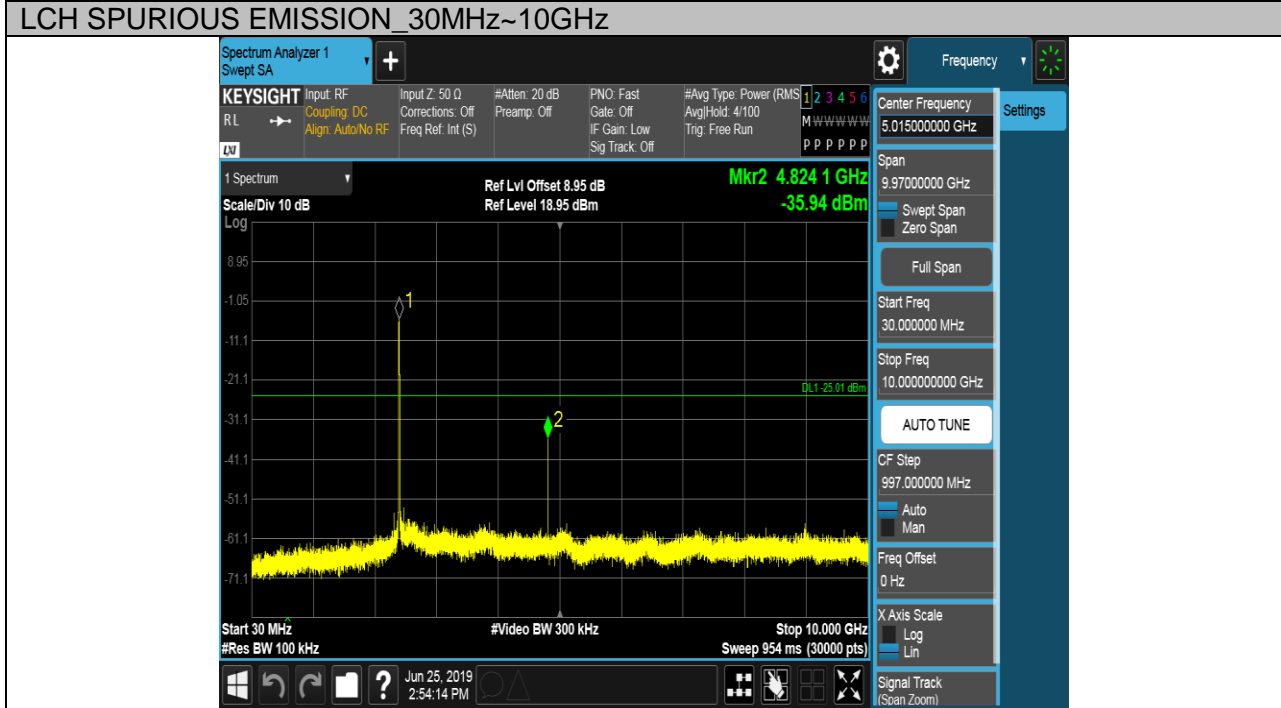 LCH SPURIOUS EMISSION_30MHz~10GHz
Spectrum Analyzer 1
Swept SA
+
Frequency
KEYSIGHT
RL
LXI
Input: RF
Coupling: DC
Align: Auto/No RF
Input Z: 50 Ω
Corrections: Off
Freq Ref: Int (S)
#Atten: 20 dB
Preamp: Off
PNO: Fast
Gate: Off
IF Gain: Low
Sig Track: Off
#Avg Type: Power (RMS
Avg|Hold: 4/100
Trig: Free Run
1 2 3 4 5 6
M W W W W W
P P P P P P
1 Spectrum
Scale/Div 10 dB
Ref Lvl Offset 8.95 dB
Ref Level 18.95 dBm
Mkr2 4.824 1 GHz
-35.94 dBm
Log
8.95
-1.05
-11.1
-21.1
-31.1
-41.1
-51.1
-61.1
-71.1
1
2
DL1 -25.01 dBm
Start 30 MHz
#Res BW 100 kHz
#Video BW 300 kHz
Stop 10.000 GHz
Sweep 954 ms (30000 pts)
?
Jun 25, 2019
2:54:14 PM
Center Frequency
5.015000000 GHz
Settings
Span
9.97000000 GHz
Swept Span
Zero Span
Full Span
Start Freq
30.000000 MHz
Stop Freq
10.000000000 GHz
AUTO TUNE
CF Step
997.000000 MHz
Auto
Man
Freq Offset
0 Hz
X Axis Scale
Log
Lin
Signal Track
(Span Zoom)